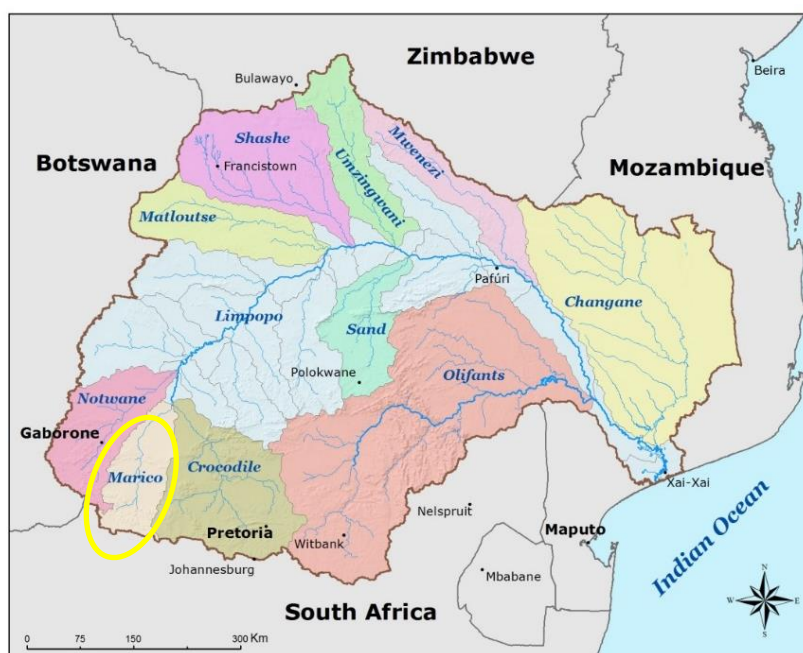 Zimbabwe
Beira
Bulawayo
Shashe
Mwenezi
Umzingwani
Botswana
Francistown
Mozambique
Matloutse
Pafúri
Changane
Limpopo
Sand
Polokwane
Olifants
Notwane
Gaborone
Marico
Crocodile
Xai-Xai
Nelspruit
Pretoria
Witbank
Maputo
Johannesburg
Mbabane
Indian Ocean
South Africa
N
W
E
S
0 75 150 300 Km